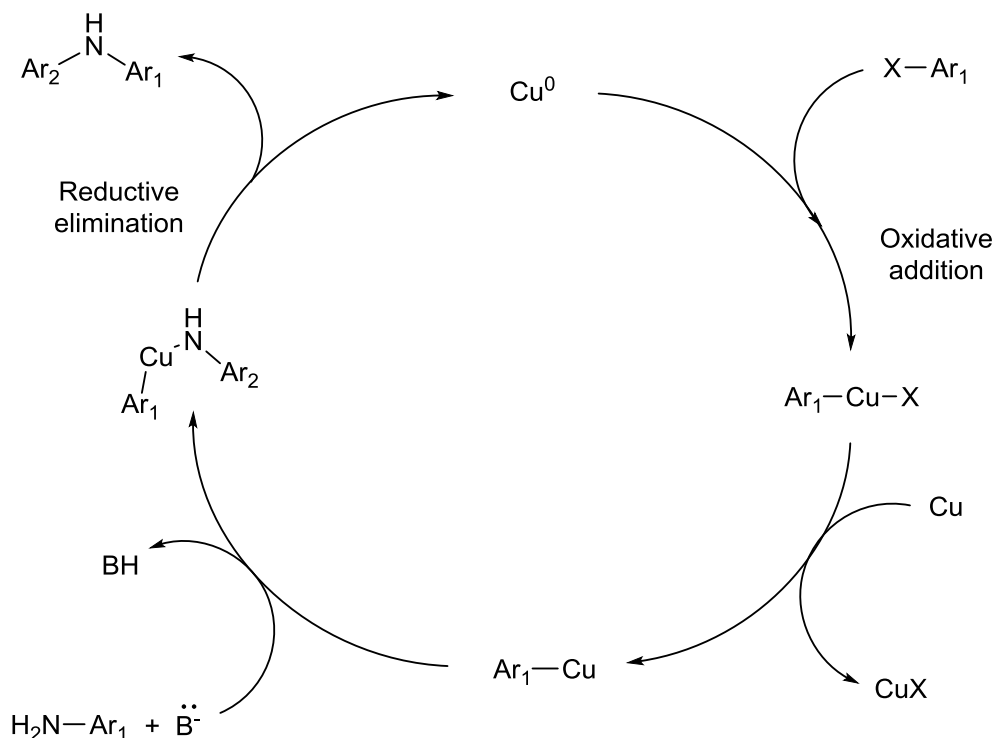 H
N
Ar₂ Ar₁
Cu⁰
X—Ar₁
Reductive
elimination
Oxidative
addition
H
Cu N
Ar₂
Ar₁
Ar₁—Cu—X
Cu
BH
Ar₁—Cu
CuX
H₂N—Ar₁ + B̈⁻